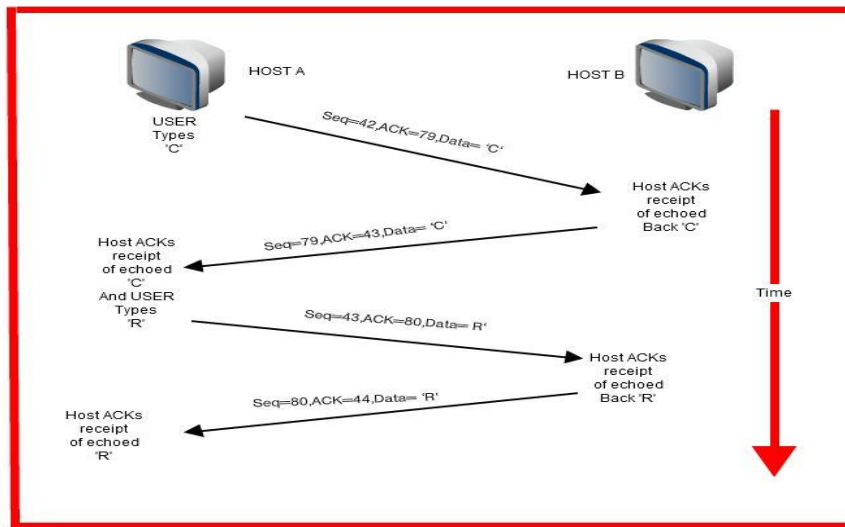 HOST A
HOST B
USER
Types
'C'
Seq=42,ACK=79,Data= 'C'
Host ACKs
receipt
of echoed
Back 'C'
Seq=79,ACK=43,Data= 'C'
Host ACKs
receipt
of echoed
'C'
And USER
Types
'R'
Time
Seq=43,ACK=80,Data= R'
Host ACKs
receipt
of echoed
Back 'R'
Seq=80,ACK=44,Data= 'R'
Host ACKs
receipt
of echoed
'R'